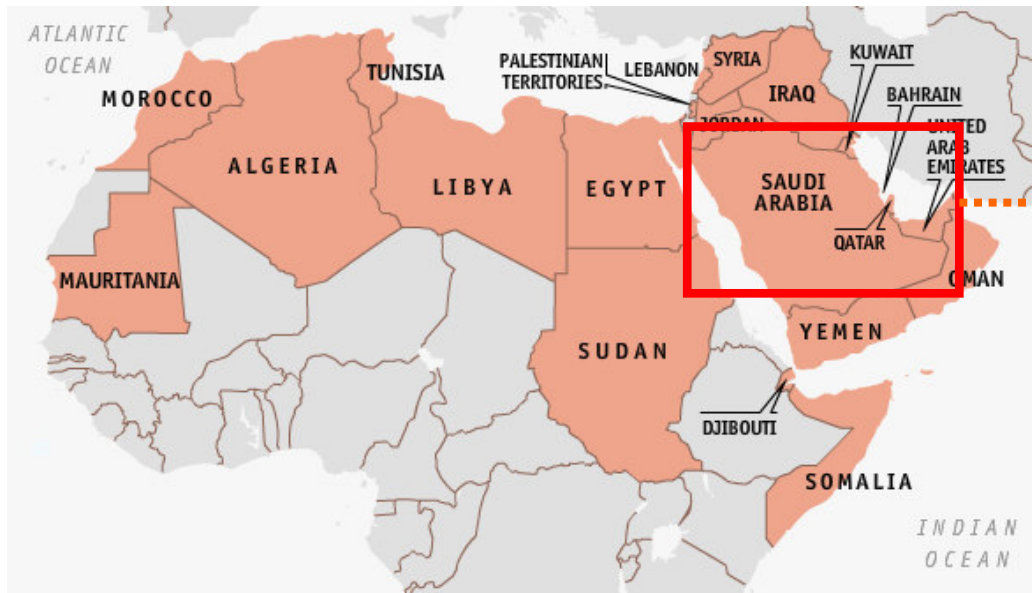 ATLANTIC
OCEAN
MOROCCO
TUNISIA
ALGERIA
LIBYA
EGYPT
MAURITANIA
SUDAN
PALESTINIAN
TERRITORIES
LEBANON
SYRIA
IRAQ
JORDAN
KUWAIT
BAHRAIN
UNITED
ARAB
EMIRATES
SAUDI
ARABIA
QATAR
OMAN
YEMEN
DJIBOUTI
SOMALIA
INDIAN
OCEAN